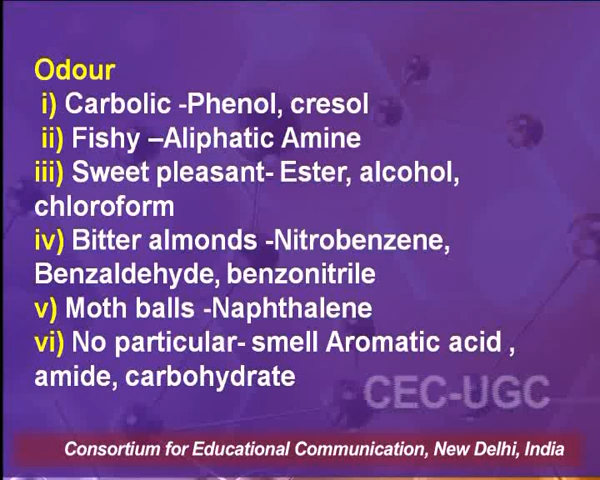 Odour
i) Carbolic -Phenol, cresol
ii) Fishy –Aliphatic Amine
iii) Sweet pleasant- Ester, alcohol,
chloroform
iv) Bitter almonds -Nitrobenzene,
Benzaldehyde, benzonitrile
v) Moth balls -Naphthalene
vi) No particular- smell Aromatic acid ,
amide, carbohydrate
CEC-UGC
Consortium for Educational Communication, New Delhi, India